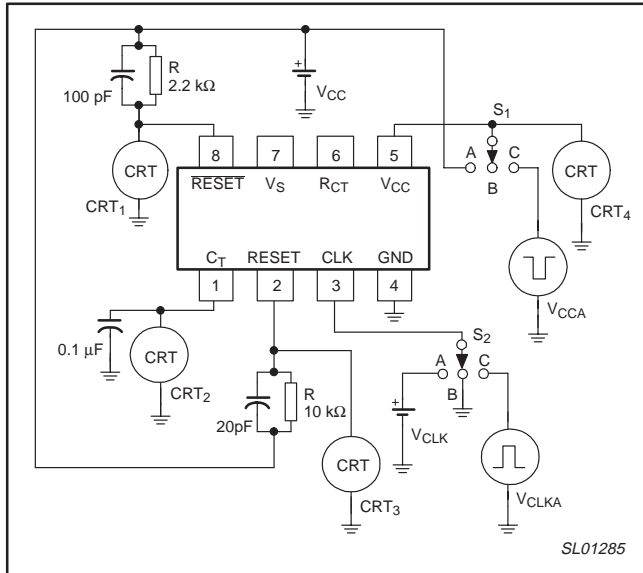 R
2.2 kΩ
100 pF
+
VCC
S1
8
7
6
5
A
B
C
CRT
CRT1
RESET
VS
RCT
VCC
CRT
CRT4
CT
RESET
CLK
GND
1
2
3
4
VCCA
0.1 µF
CRT
CRT2
S2
A
B
C
R
10 kΩ
20pF
+
VCLK
CRT
CRT3
VCLKA
SL01285